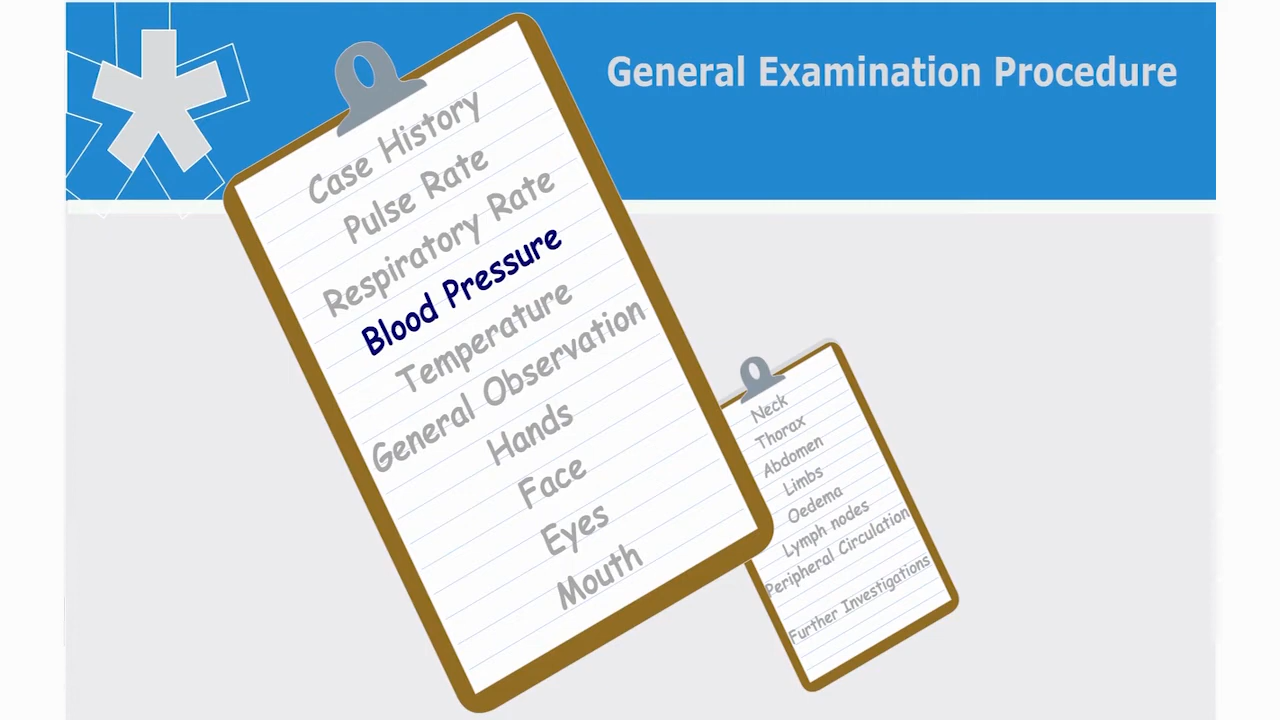 General Examination Procedure
Case History
Pulse Rate
Respiratory Rate
Blood Pressure
Temperature
General Observation
Hands
Face
Eyes
Mouth
Neck
Thorax
Abdomen
Limbs
Oedema
Lymph nodes
Peripheral Circulation
Further Investigations